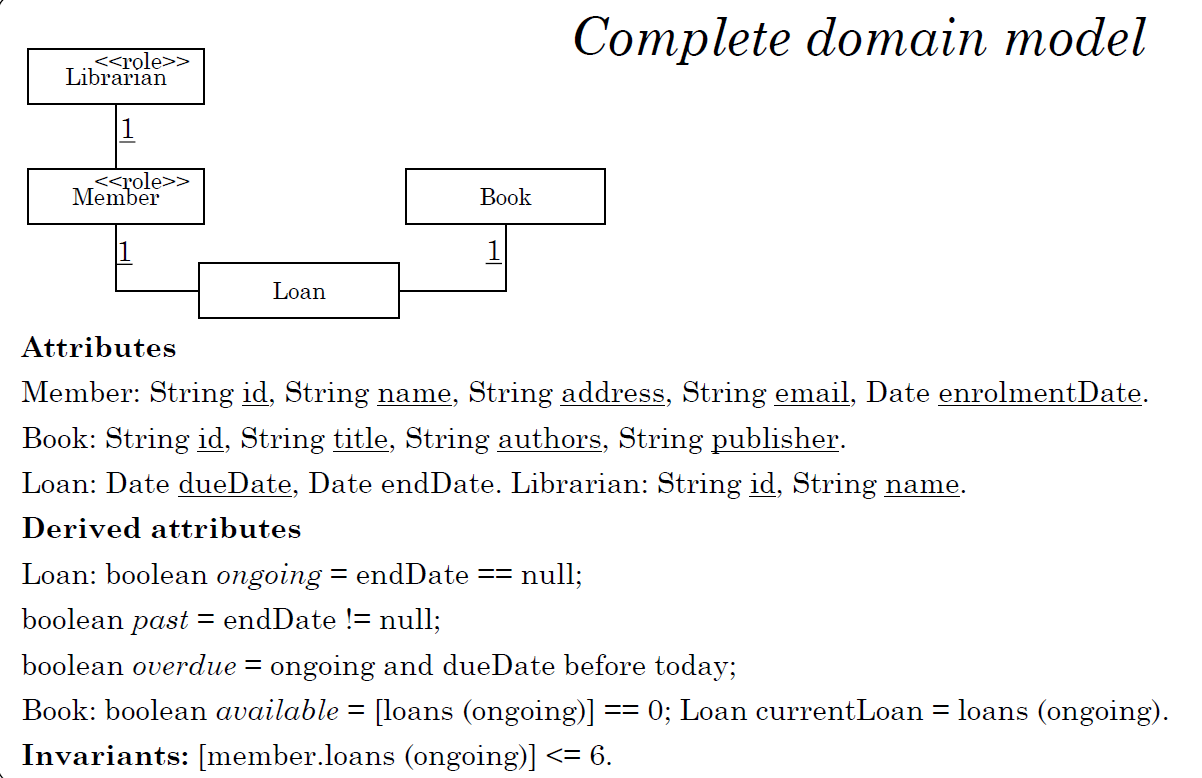 Complete domain model
<<role>>
Librarian
1
<<role>>
Member
Book
1
1
Loan
Attributes
Member: String id, String name, String address, String email, Date enrolmentDate.
Book: String id, String title, String authors, String publisher.
Loan: Date dueDate, Date endDate. Librarian: String id, String name.
Derived attributes
Loan: boolean ongoing = endDate == null;
boolean past = endDate != null;
boolean overdue = ongoing and dueDate before today;
Book: boolean available = [loans (ongoing)] == 0; Loan currentLoan = loans (ongoing).
Invariants: [member.loans (ongoing)] <= 6.